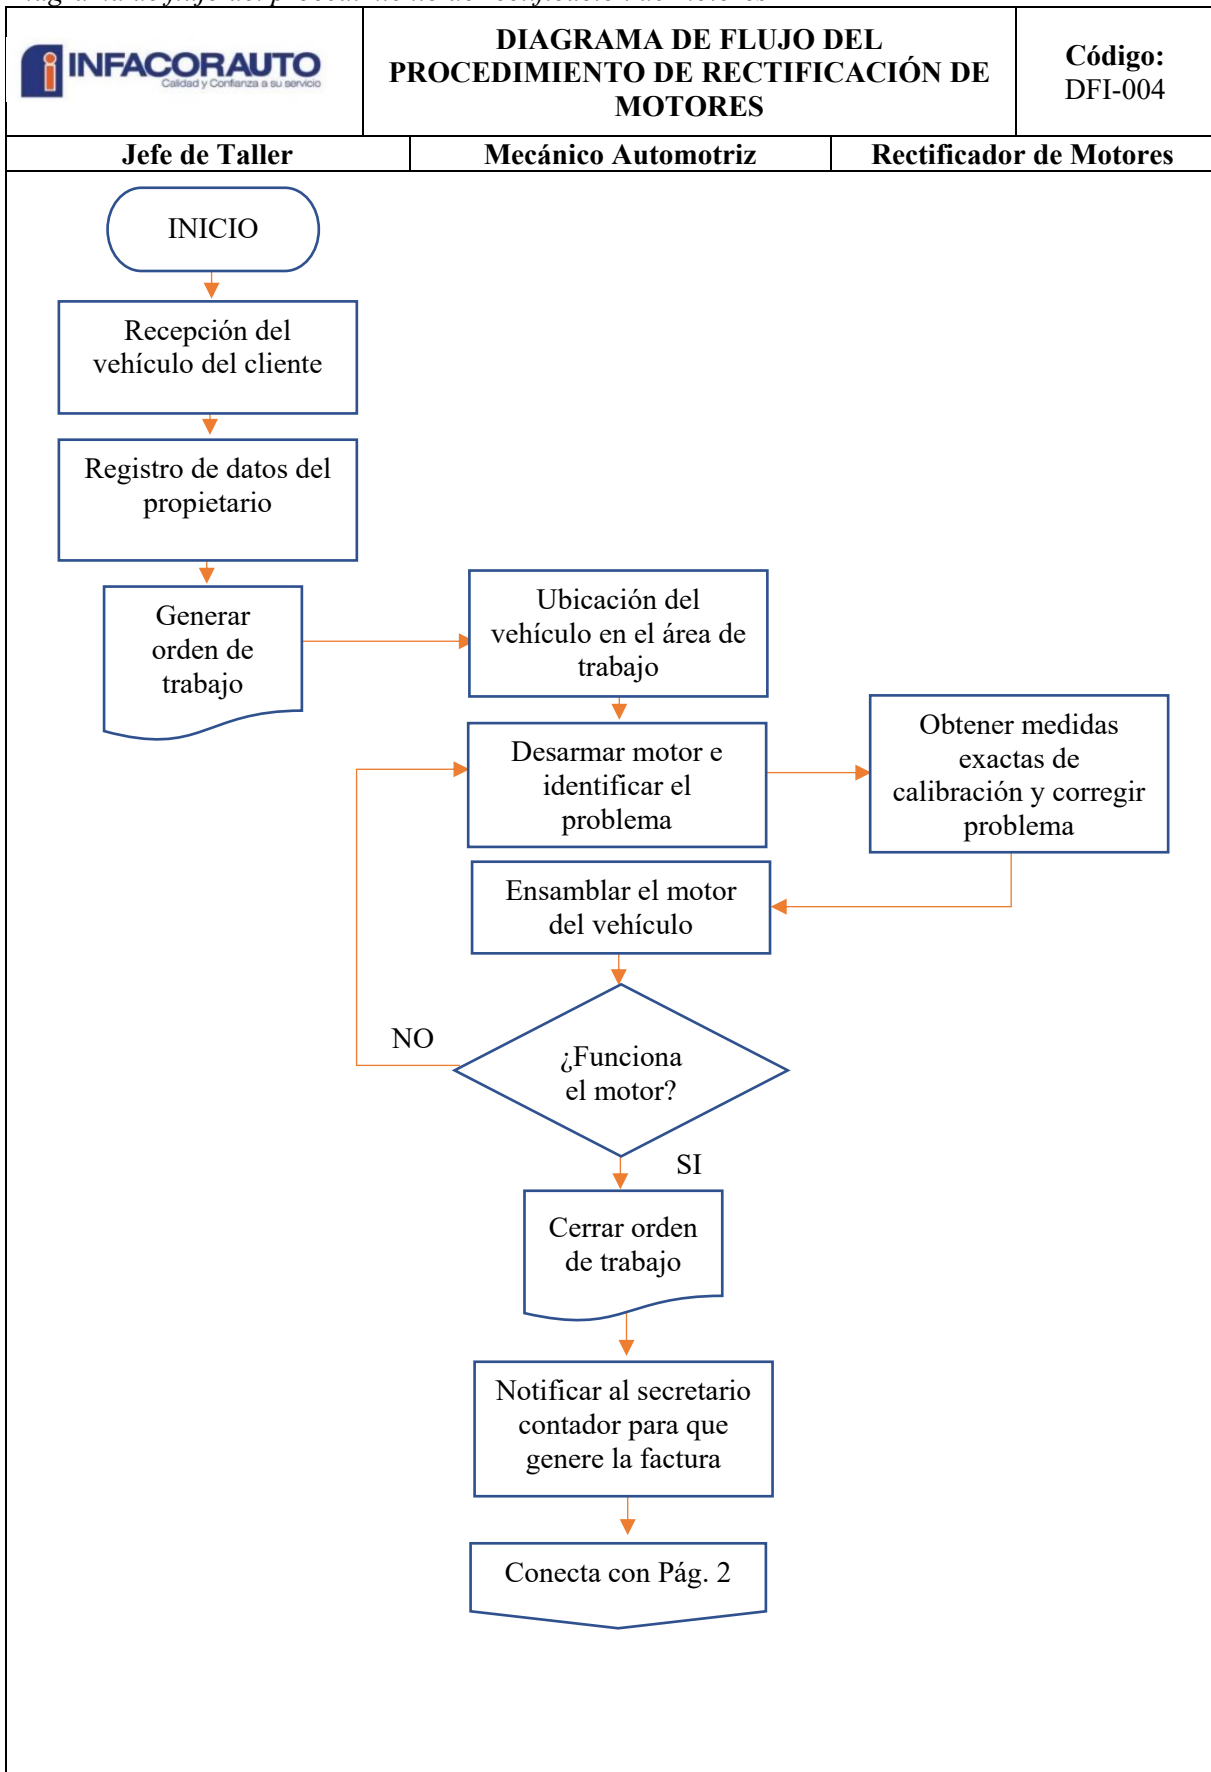 INFACORAUTO
Calidad y Confianza a su servicio
DIAGRAMA DE FLUJO DEL
PROCEDIMIENTO DE RECTIFICACIÓN DE
MOTORES
Código:
DFI-004
Jefe de Taller
Mecánico Automotriz
Rectificador de Motores
INICIO
Recepción del
vehículo del cliente
Registro de datos del
propietario
Generar
orden de
trabajo
Ubicación del
vehículo en el área de
trabajo
Desarmar motor e
identificar el
problema
Obtener medidas
exactas de
calibración y corregir
problema
Ensamblar el motor
del vehículo
NO
¿Funciona
el motor?
SI
Cerrar orden
de trabajo
Notificar al secretario
contador para que
genere la factura
Conecta con Pág. 2